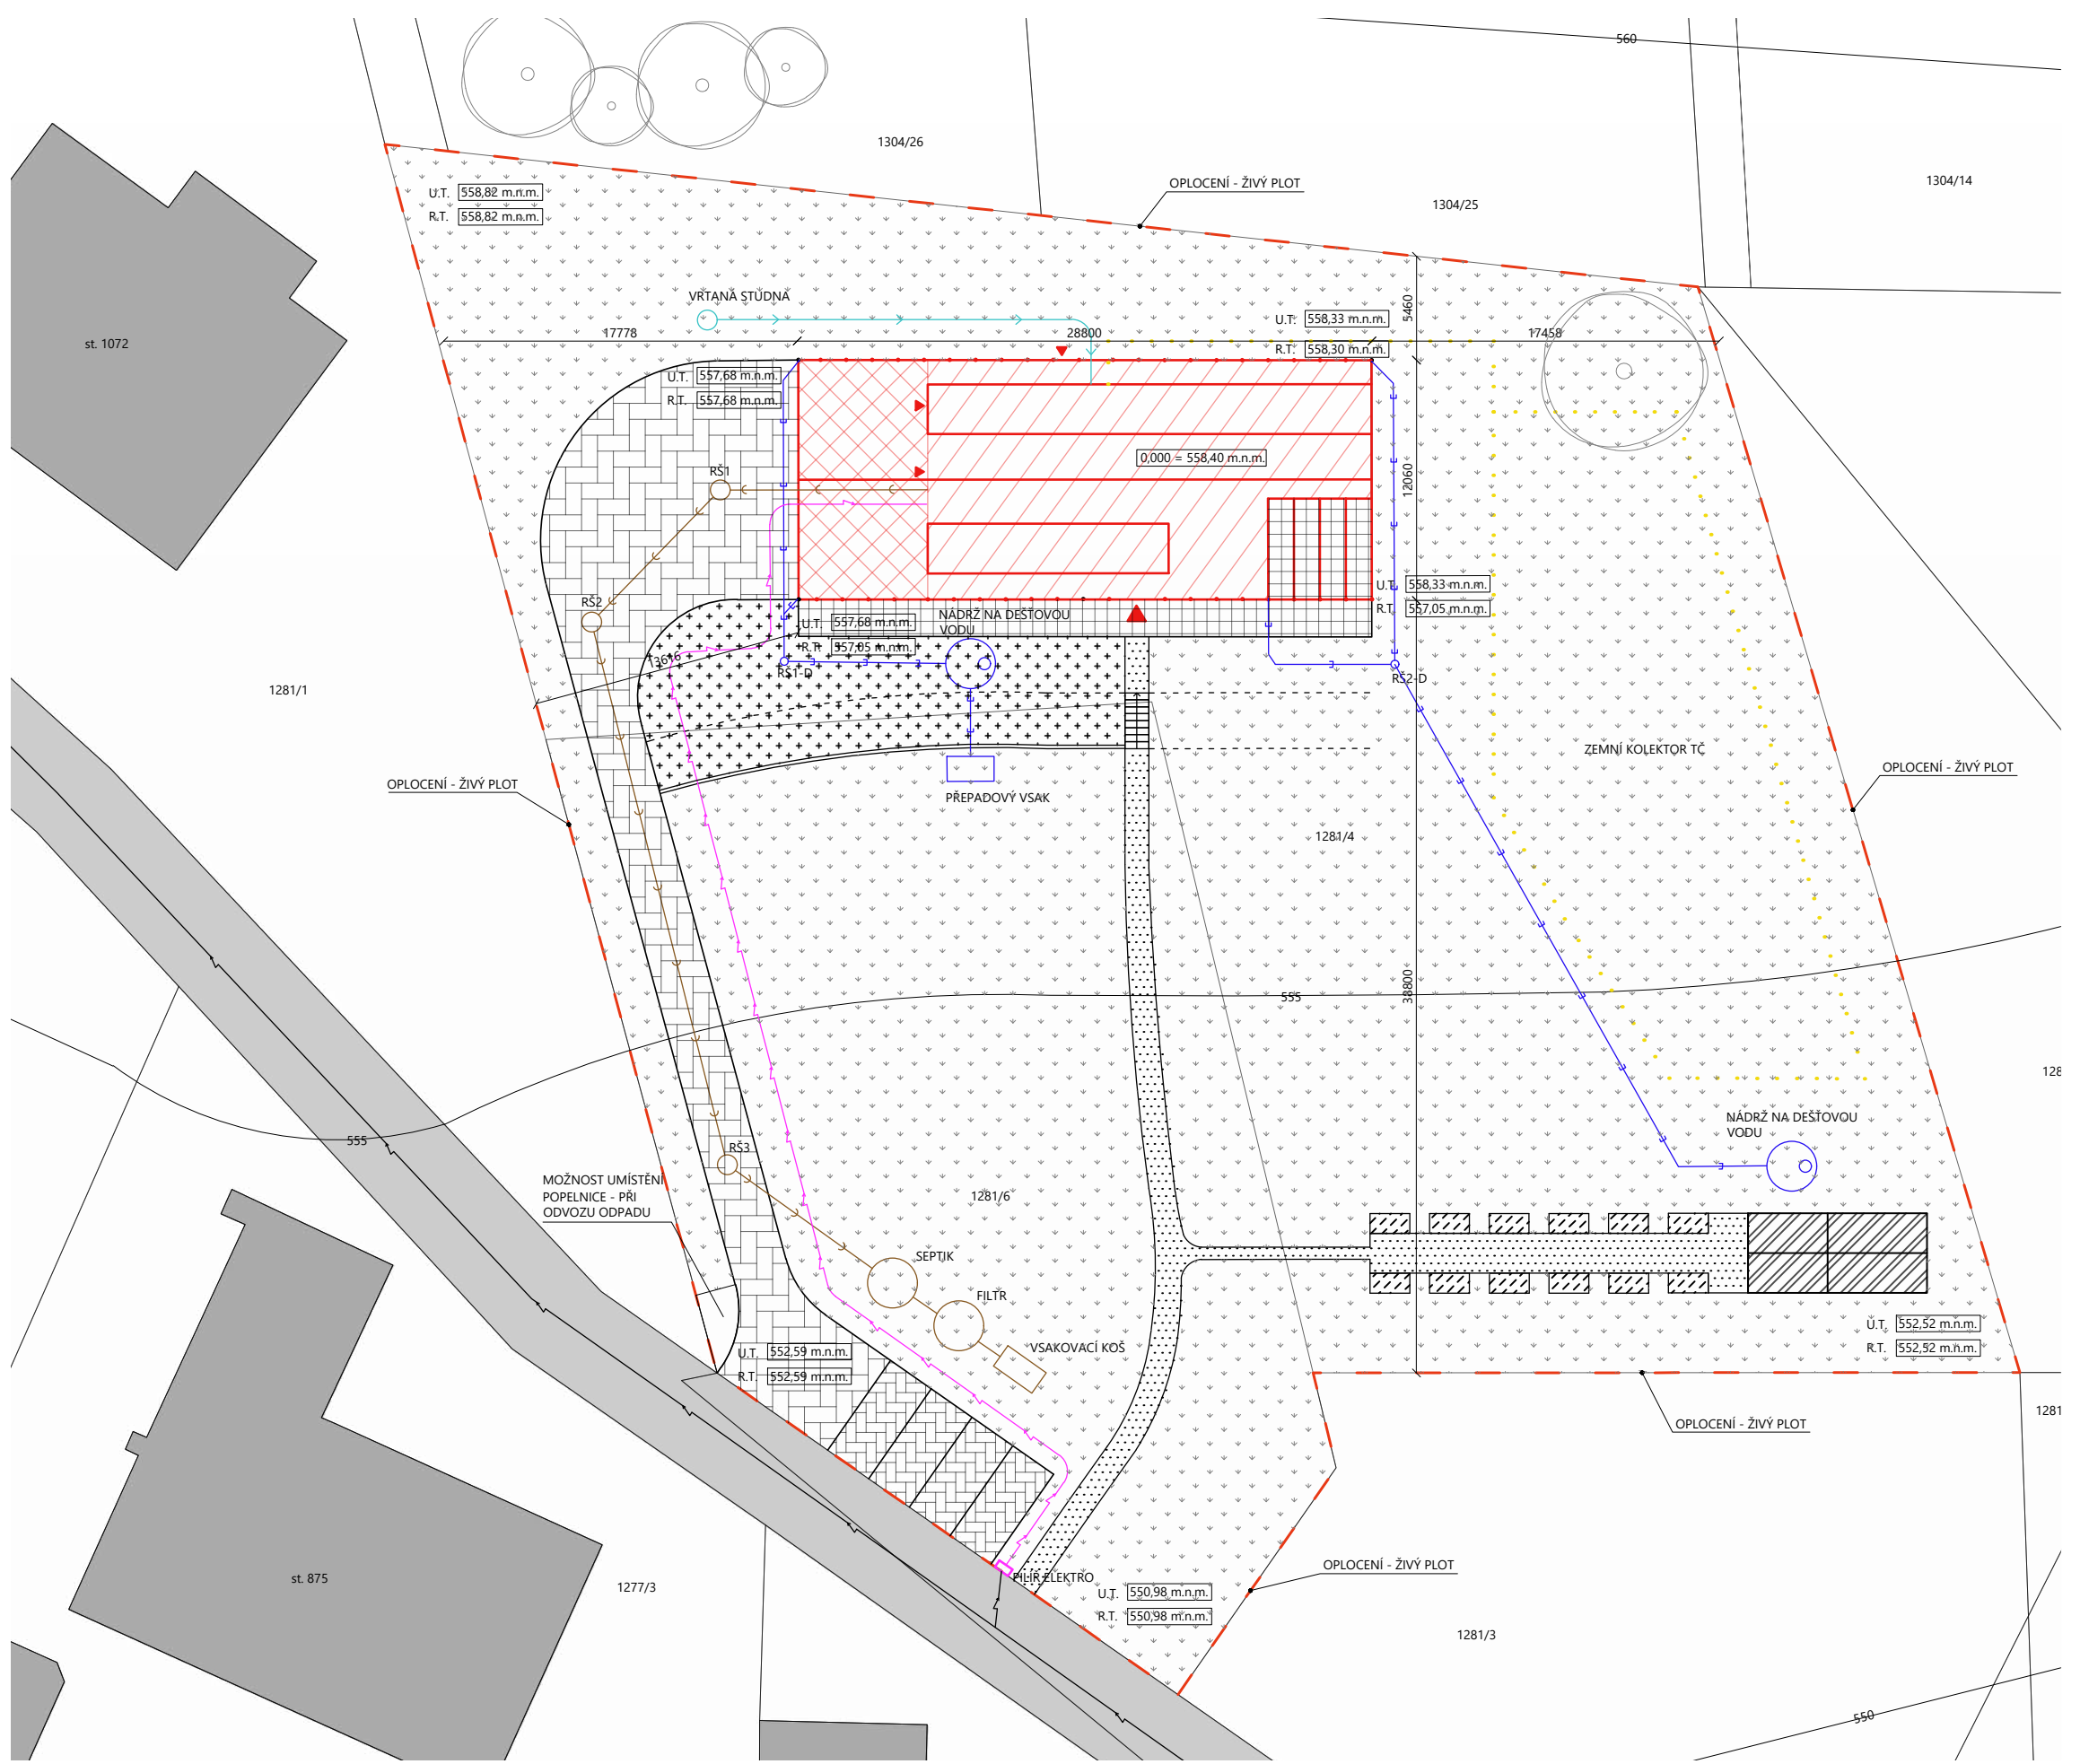 560
1304/26
OPLOCENÍ - ŽIVÝ PLOT
1304/25
1304/14
U.T. 558,82 m.n.m.
R.T. 558,82 m.n.m.
VRTANÁ STUDNA
5460
17778
28800
17458
U.T. 558,33 m.n.m.
R.T. 558,30 m.n.m.
st. 1072
U.T. 557,68 m.n.m.
R.T. 557,68 m.n.m.
RŠ1
0,000 = 558,40 m.n.m.
12060
RŠ2
U.T. 558,33 m.n.m.
R.T. 557,05 m.n.m.
U.T. 557,68 m.n.m.
R.T. 557,05 m.n.m.
NÁDRŽ NA DEŠŤOVOU
VODU
13616
RŠ1-D
RŠ2-D
1281/1
ZEMNÍ KOLEKTOR TČ
OPLOCENÍ - ŽIVÝ PLOT
OPLOCENÍ - ŽIVÝ PLOT
PŘEPADOVÝ VSAK
1281/4
38800
555
128
555
NÁDRŽ NA DEŠŤOVOU
VODU
RŠ3
MOŽNOST UMÍSTĚNÍ
POPELNICE - PŘI
ODVOZU ODPADU
1281/6
SEPTIK
FILTR
VSAKOVACÍ KOŠ
U.T. 552,59 m.n.m.
R.T. 552,59 m.n.m.
U.T. 552,52 m.n.m.
R.T. 552,52 m.n.m.
1281
OPLOCENÍ - ŽIVÝ PLOT
st. 875
1277/3
PILÍŘ ELEKTRO
OPLOCENÍ - ŽIVÝ PLOT
U.T. 550,98 m.n.m.
R.T. 550,98 m.n.m.
1281/3
550